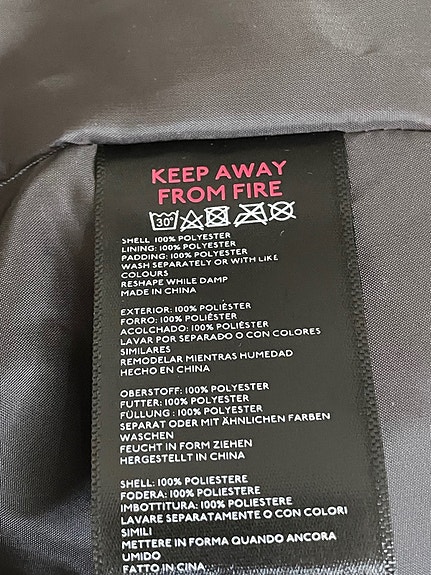 KEEP AWAY
FROM FIRE
30°
SHELL 100% POLYESTER
LINING: 100% POLYESTER
PADDING: 100% POLYESTER
WASH SEPARATELY OR WITH LIKE
COLOURS
RESHAPE WHILE DAMP
MADE IN CHINA
EXTERIOR: 100% POLIÉSTER
FORRO: 100% POLIÉSTER
ACOLCHADO: 100% POLIÉSTER
LAVAR POR SEPARADO O CON COLORES
SIMILARES
REMODELAR MIENTRAS HUMEDAD
HECHO EN CHINA
OBERSTOFF: 100% POLYESTER
FUTTER: 100% POLYESTER
FÜLLUNG : 100% POLYESTER
SEPARAT ODER MIT ÄHNLICHEN FARBEN
WASCHEN
FEUCHT IN FORM ZIEHEN
HERGESTELLT IN CHINA
SHELL: 100% POLIESTERE
FODERA: 100% POLIESTERE
IMBOTTITURA: 100% POLIESTERE
LAVARE SEPARATAMENTE O CON COLORI
SIMILI
METTERE IN FORMA QUANDO ANCORA
UMIDO
FATTO IN CINA